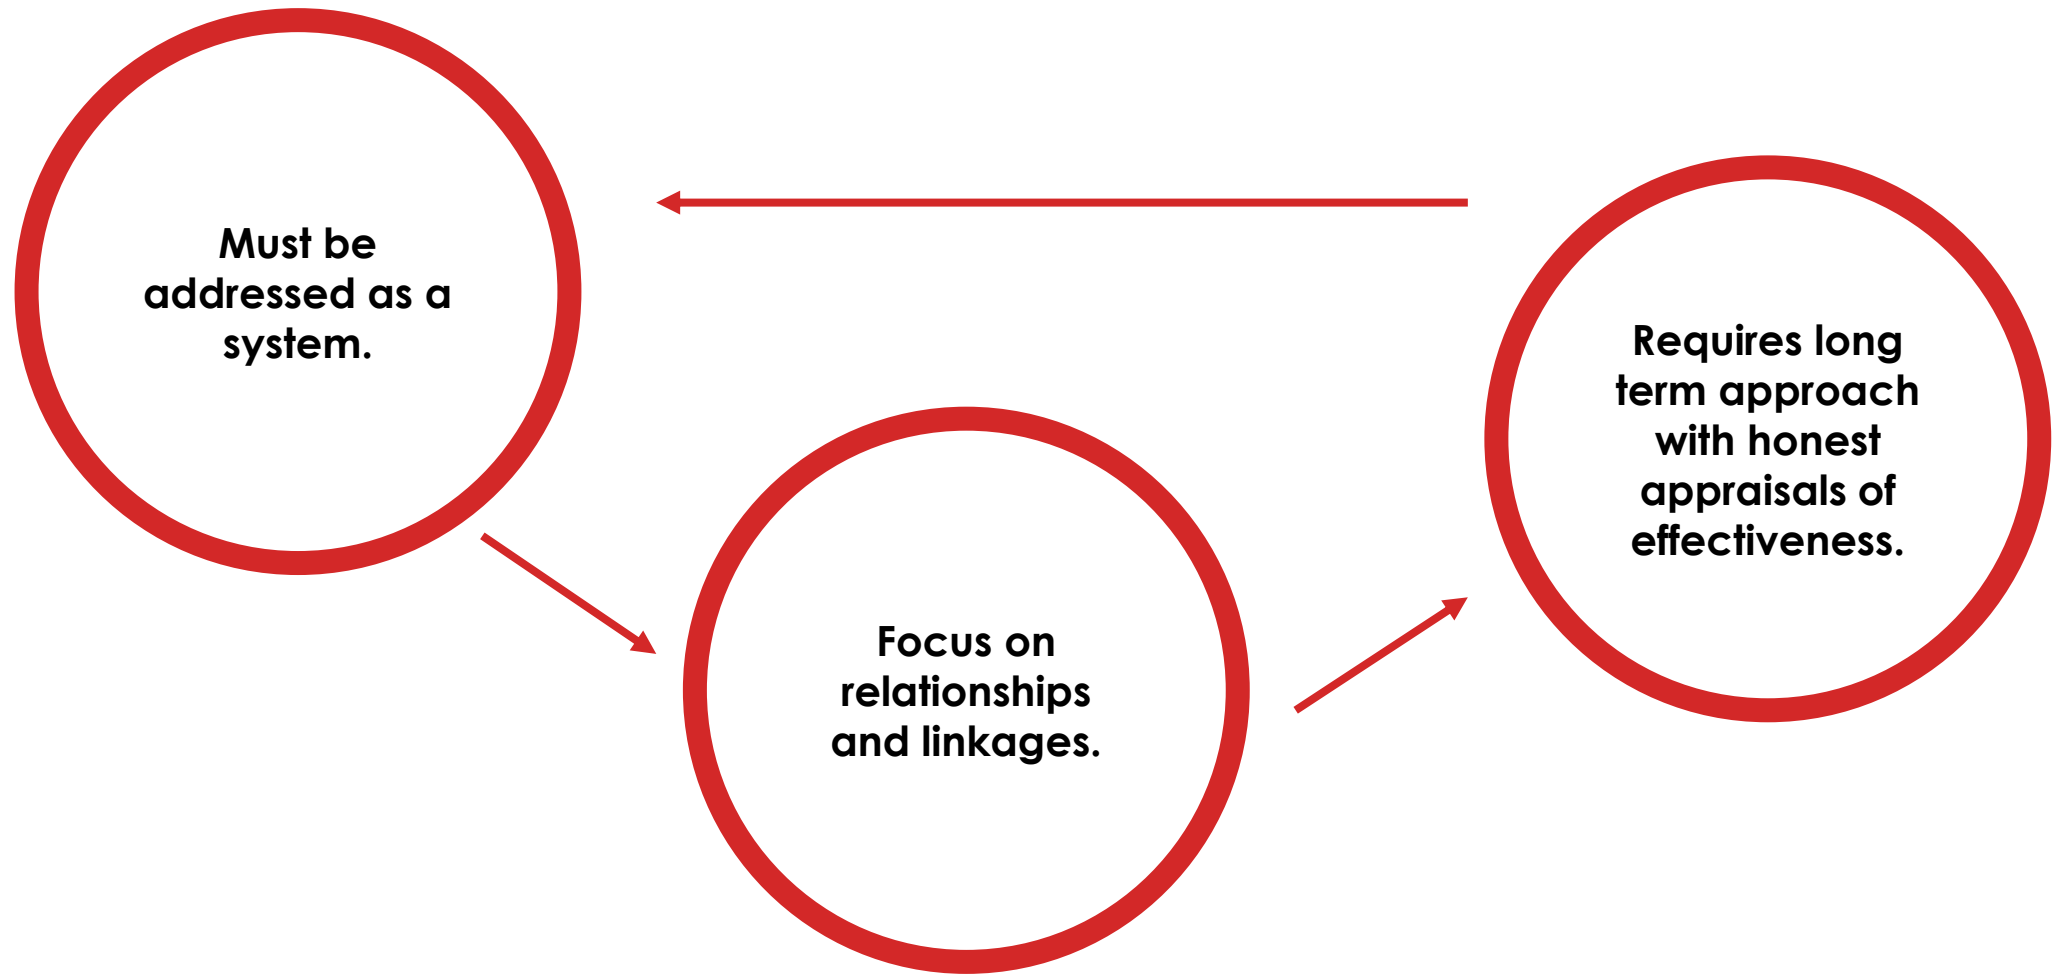 Must be
addressed as a
system.
Focus on
relationships
and linkages.
Requires long
term approach
with honest
appraisals of
effectiveness.